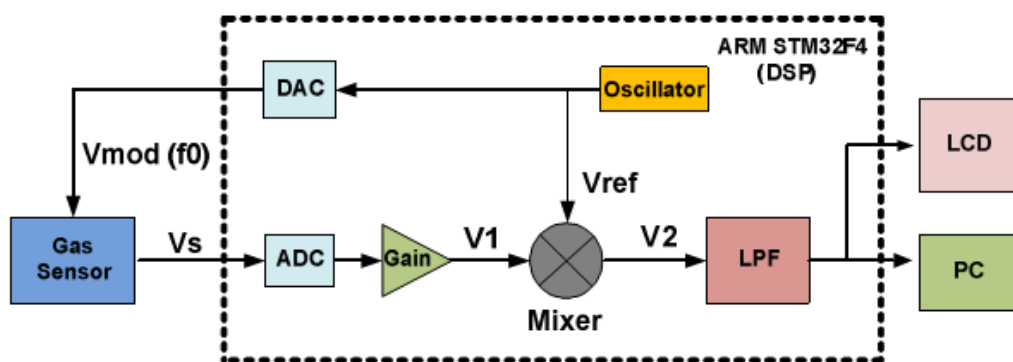 ARM STM32F4
(DSP)
DAC
Oscillator
LCD
Vmod (f0)
Vref
Gas
Sensor
Vs
ADC
Gain
V1
V2
LPF
PC
Mixer